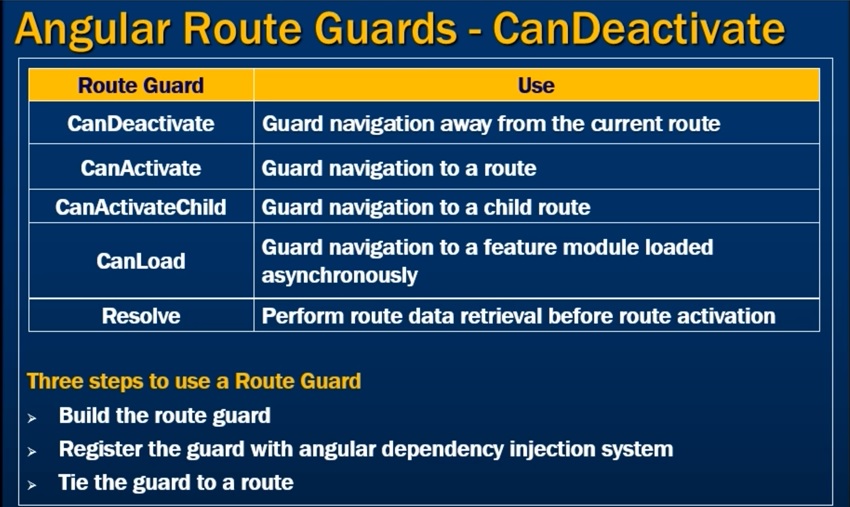 Angular Route Guards - CanDeactivate
Route Guard Use
CanDeactivate Guard navigation away from the current route
CanActivate Guard navigation to a route
CanActivateChild Guard navigation to a child route
CanLoad Guard navigation to a feature module loaded
asynchronously
Resolve Perform route data retrieval before route activation
Three steps to use a Route Guard
➢ Build the route guard
➢ Register the guard with angular dependency injection system
➢ Tie the guard to a route